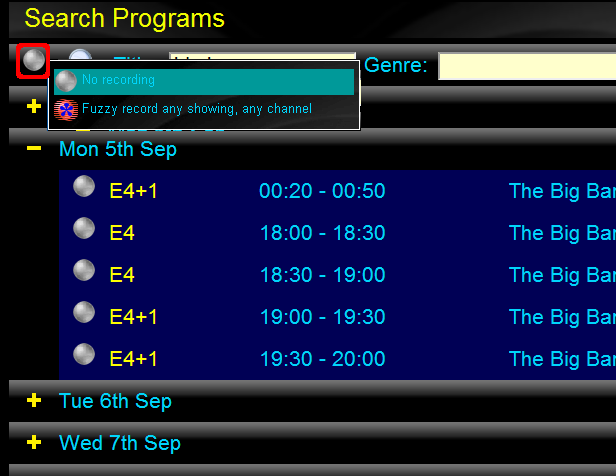 Search Programs
Genre:
No recording
Fuzzy record any showing, any channel
Mon 5th Sep
E4+1 00:20 - 00:50 The Big Bar
E4 18:00 - 18:30 The Big Bar
E4 18:30 - 19:00 The Big Bar
E4+1 19:00 - 19:30 The Big Bar
E4+1 19:30 - 20:00 The Big Bar
Tue 6th Sep
Wed 7th Sep